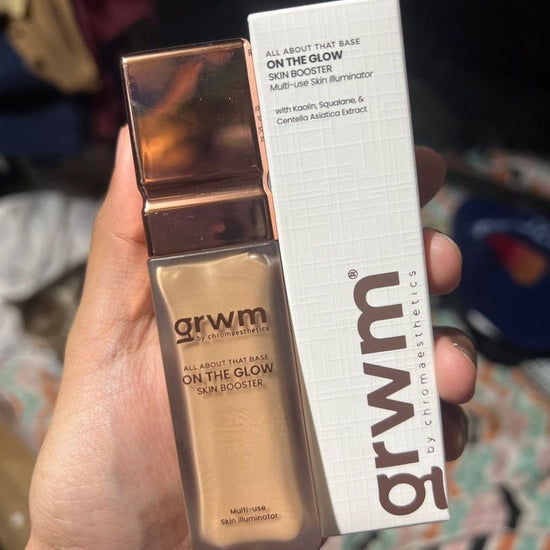 ALL ABOUT THAT BASE
ON THE GLOW
SKIN BOOSTER
Multi-use Skin Illuminator
with Kaolin, Squalane, &
Centella Asiatica Extract
grwm®
by chromaesthetics
grwm
by chromaesthetics
ALL ABOUT THAT BASE
ON THE GLOW
SKIN BOOSTER
Multi-use
Skin Illuminator